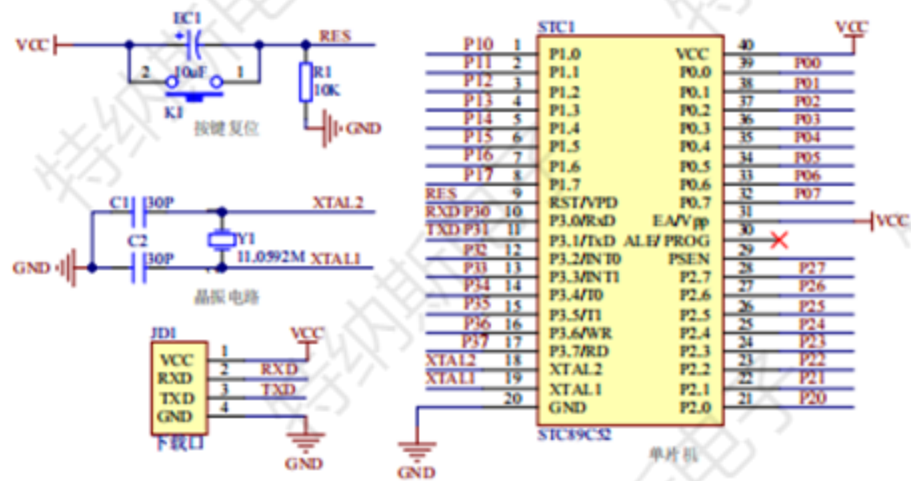 EC1
VCC
RES
2
10uF
1
R1
10K
K1
GND
按键复位
C1
30P
XTAL2
C2
Y1
11.0592M
30P
XTAL1
GND
晶振电路
JD1
VCC
VCC 1
RXD 2 RXD
TXD 3 TXD
GND 4
下载口
GND
STC1
VCC
P10 1 P1.0 VCC 40
P11 2 P1.1 P0.0 39 P00
P12 3 P1.2 P0.1 38 P01
P13 4 P1.3 P0.2 37 P02
P14 5 P1.4 P0.3 36 P03
P15 6 P1.5 P0.4 35 P04
P16 7 P1.6 P0.5 34 P05
P17 8 P1.7 P0.6 33 P06
RES 9 RST/VPD P0.7 32 P07
RXD P30 10 P3.0/RxD EA/Vpp 31 VCC
TXD P31 11 P3.1/TxD ALE/PROG 30
P32 12 P3.2/INT0 PSEN 29
P33 13 P3.3/INT1 P2.7 28 P27
P34 14 P3.4/T0 P2.6 27 P26
P35 15 P3.5/T1 P2.5 26 P25
P36 16 P3.6/WR P2.4 25 P24
P37 17 P3.7/RD P2.3 24 P23
XTAL2 18 XTAL2 P2.2 23 P22
XTAL1 19 XTAL1 P2.1 22 P21
20 GND P2.0 21 P20
STC89C52
GND
单片机
特纳斯电子
特纳斯电子